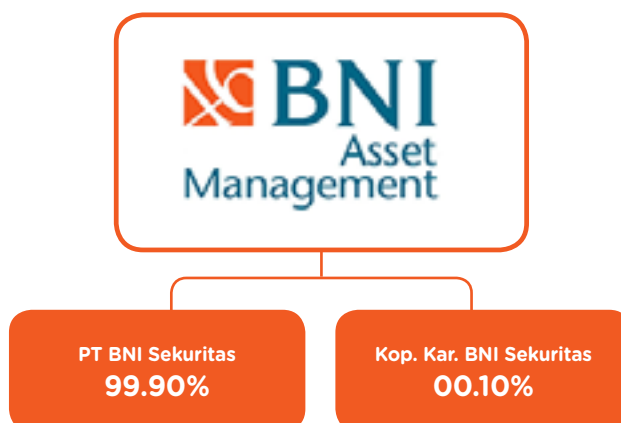 BNI
Asset
Management
PT BNI Sekuritas
99.90%
Kop. Kar. BNI Sekuritas
00.10%